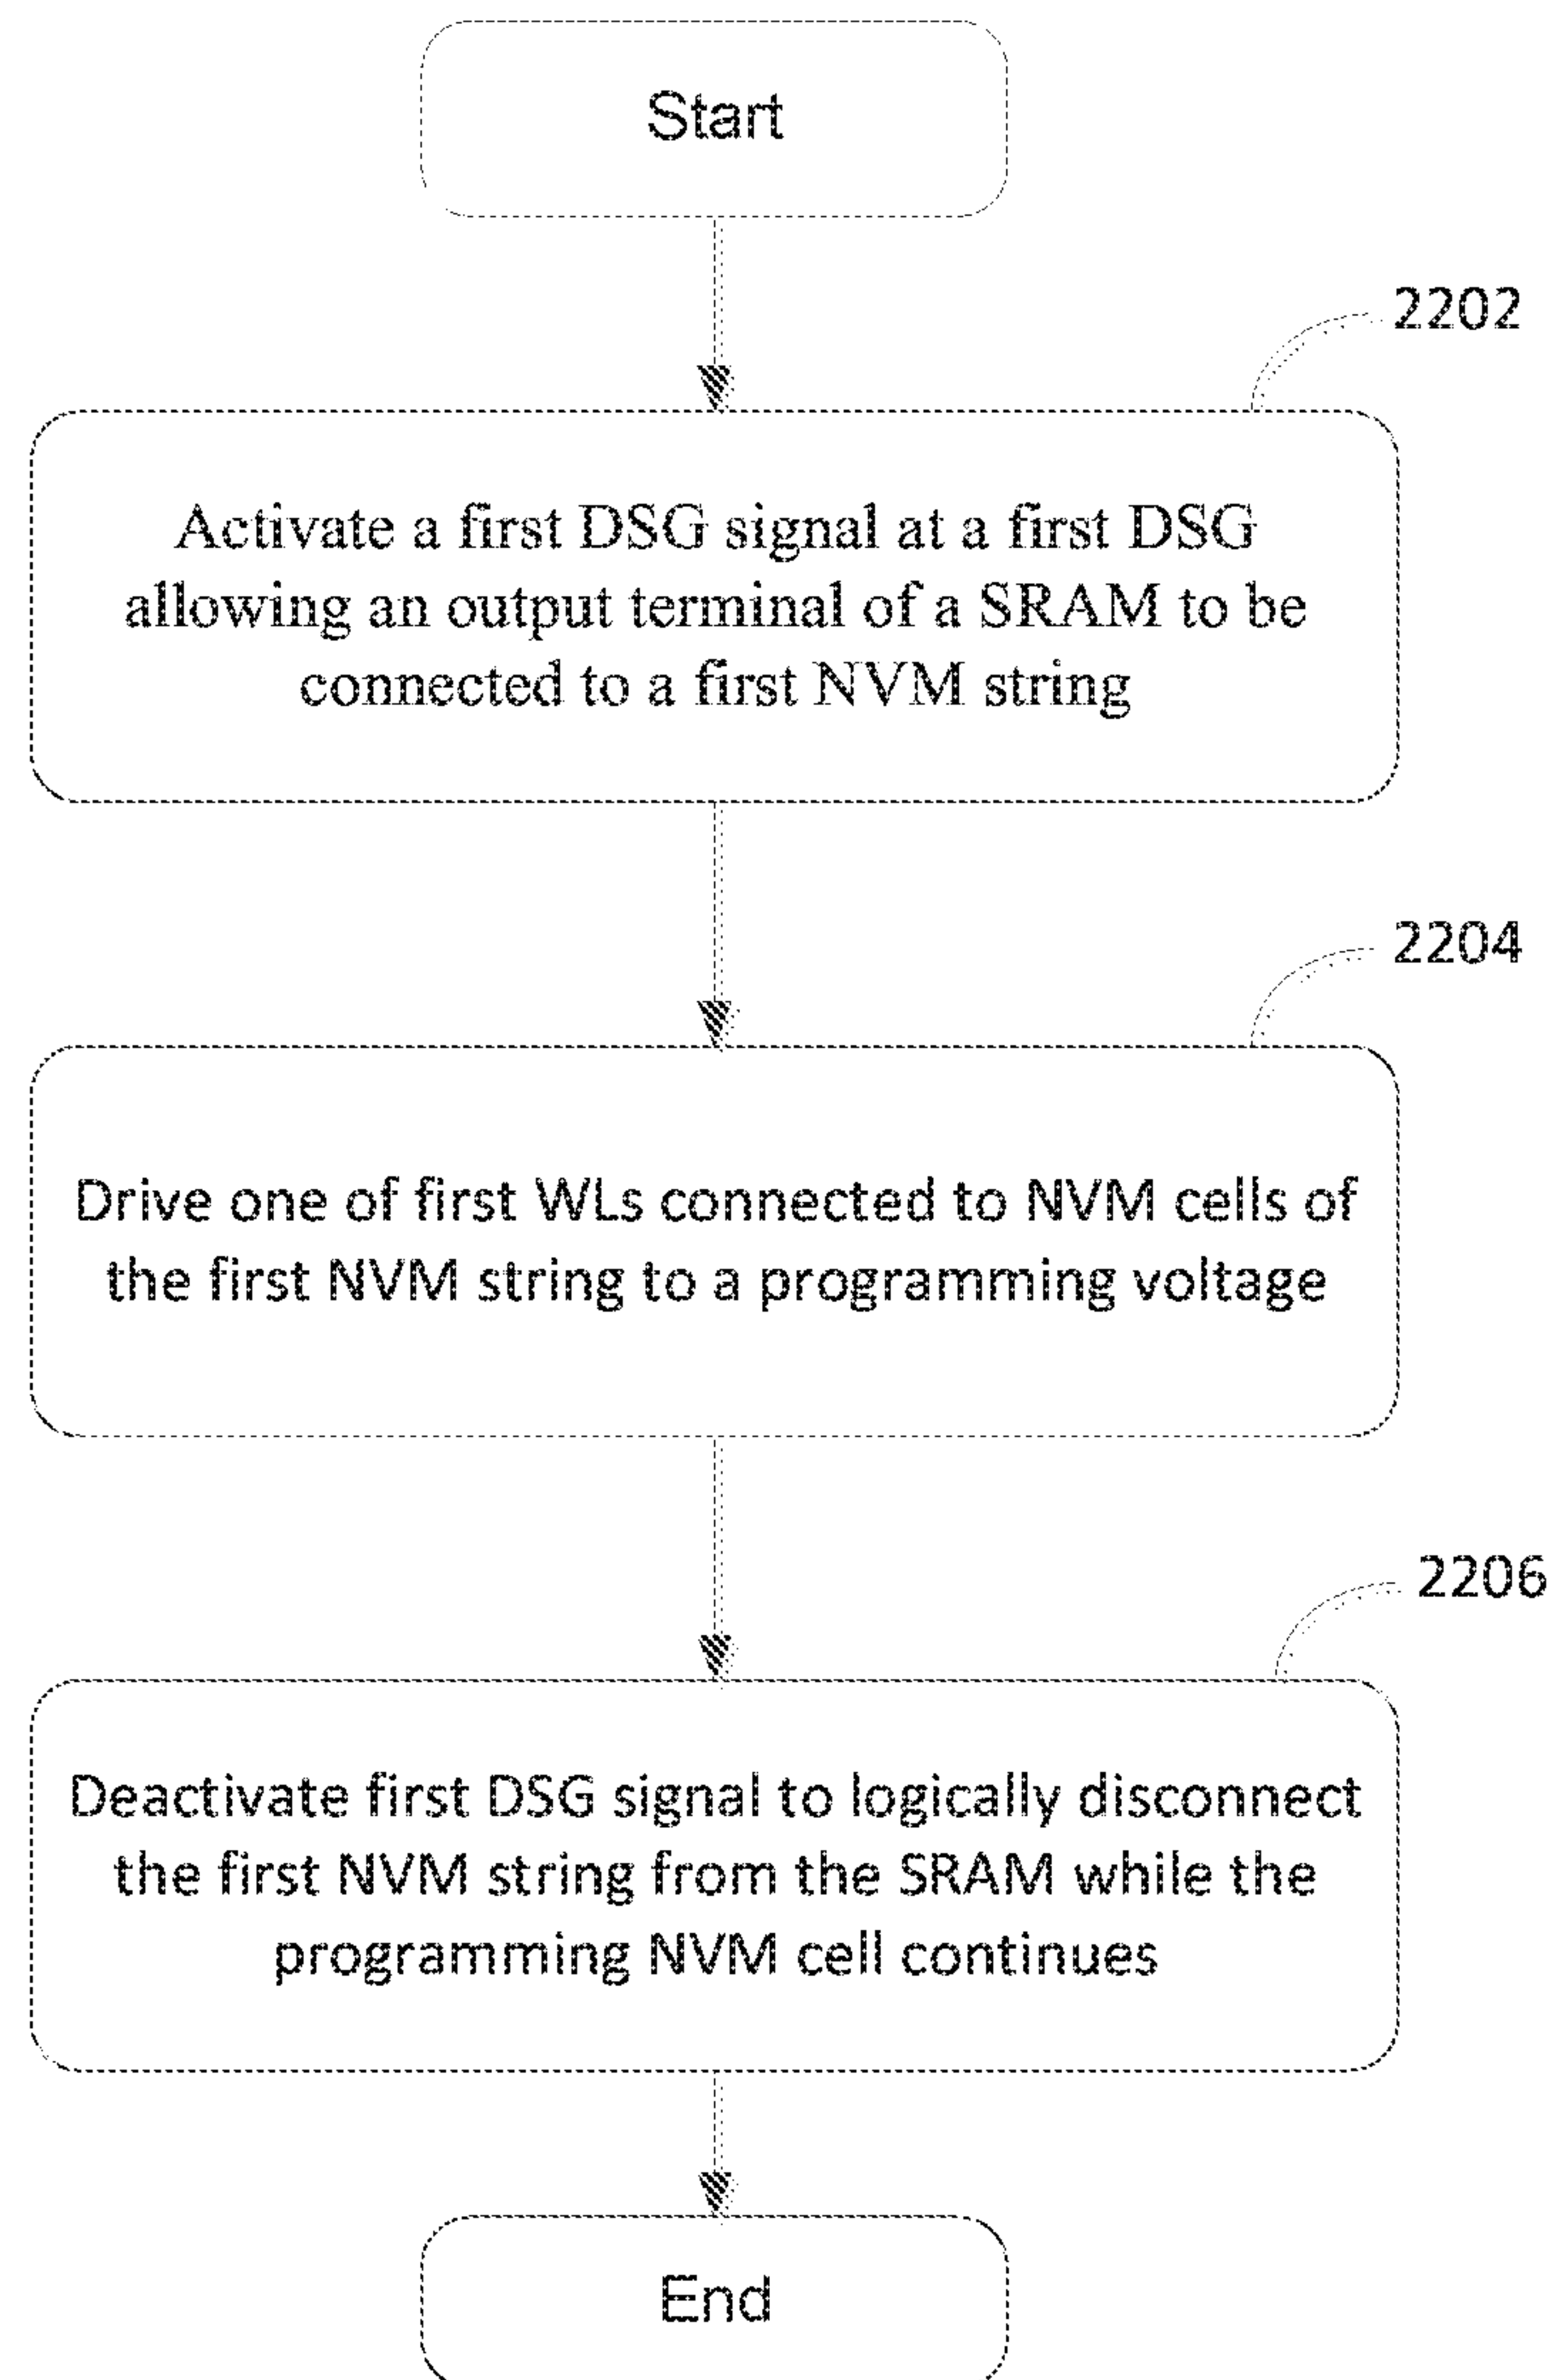 Start
2202
Activate a first DSG signal at a first DSG
allowing an output terminal of a SRAM to be
connected to a first NVM string
2204
Drive one of first WLs connected to NVM cells of
the first NVM string to a programming voltage
2206
Deactivate first DSG signal to logically disconnect
the first NVM string from the SRAM while the
programming NVM cell continues
End